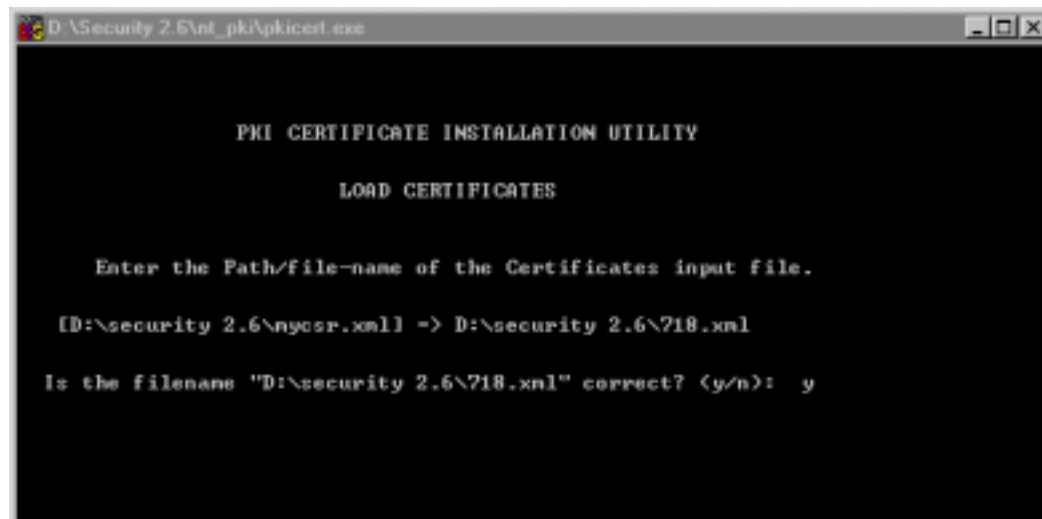 D:\Security 2.6\nt_pki\pkicert.exe
PKI CERTIFICATE INSTALLATION UTILITY
LOAD CERTIFICATES
Enter the Path/file-name of the Certificates input file.
[D:\security 2.6\mycsr.xml] => D:\security 2.6\718.xml
Is the filename "D:\security 2.6\718.xml" correct? (y/n): y